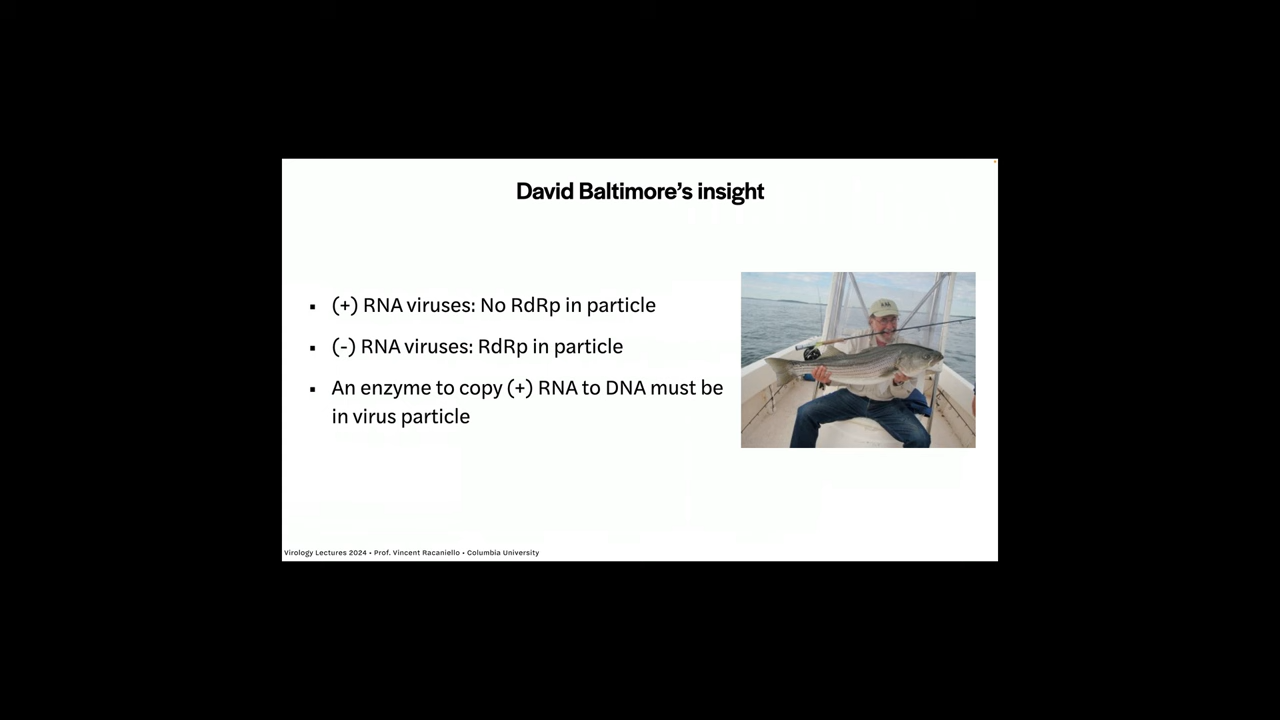 David Baltimore’s insight
▪ (+) RNA viruses: No RdRp in particle
▪ (-) RNA viruses: RdRp in particle
▪ An enzyme to copy (+) RNA to DNA must be
in virus particle
Virology Lectures 2024 • Prof. Vincent Racaniello • Columbia University